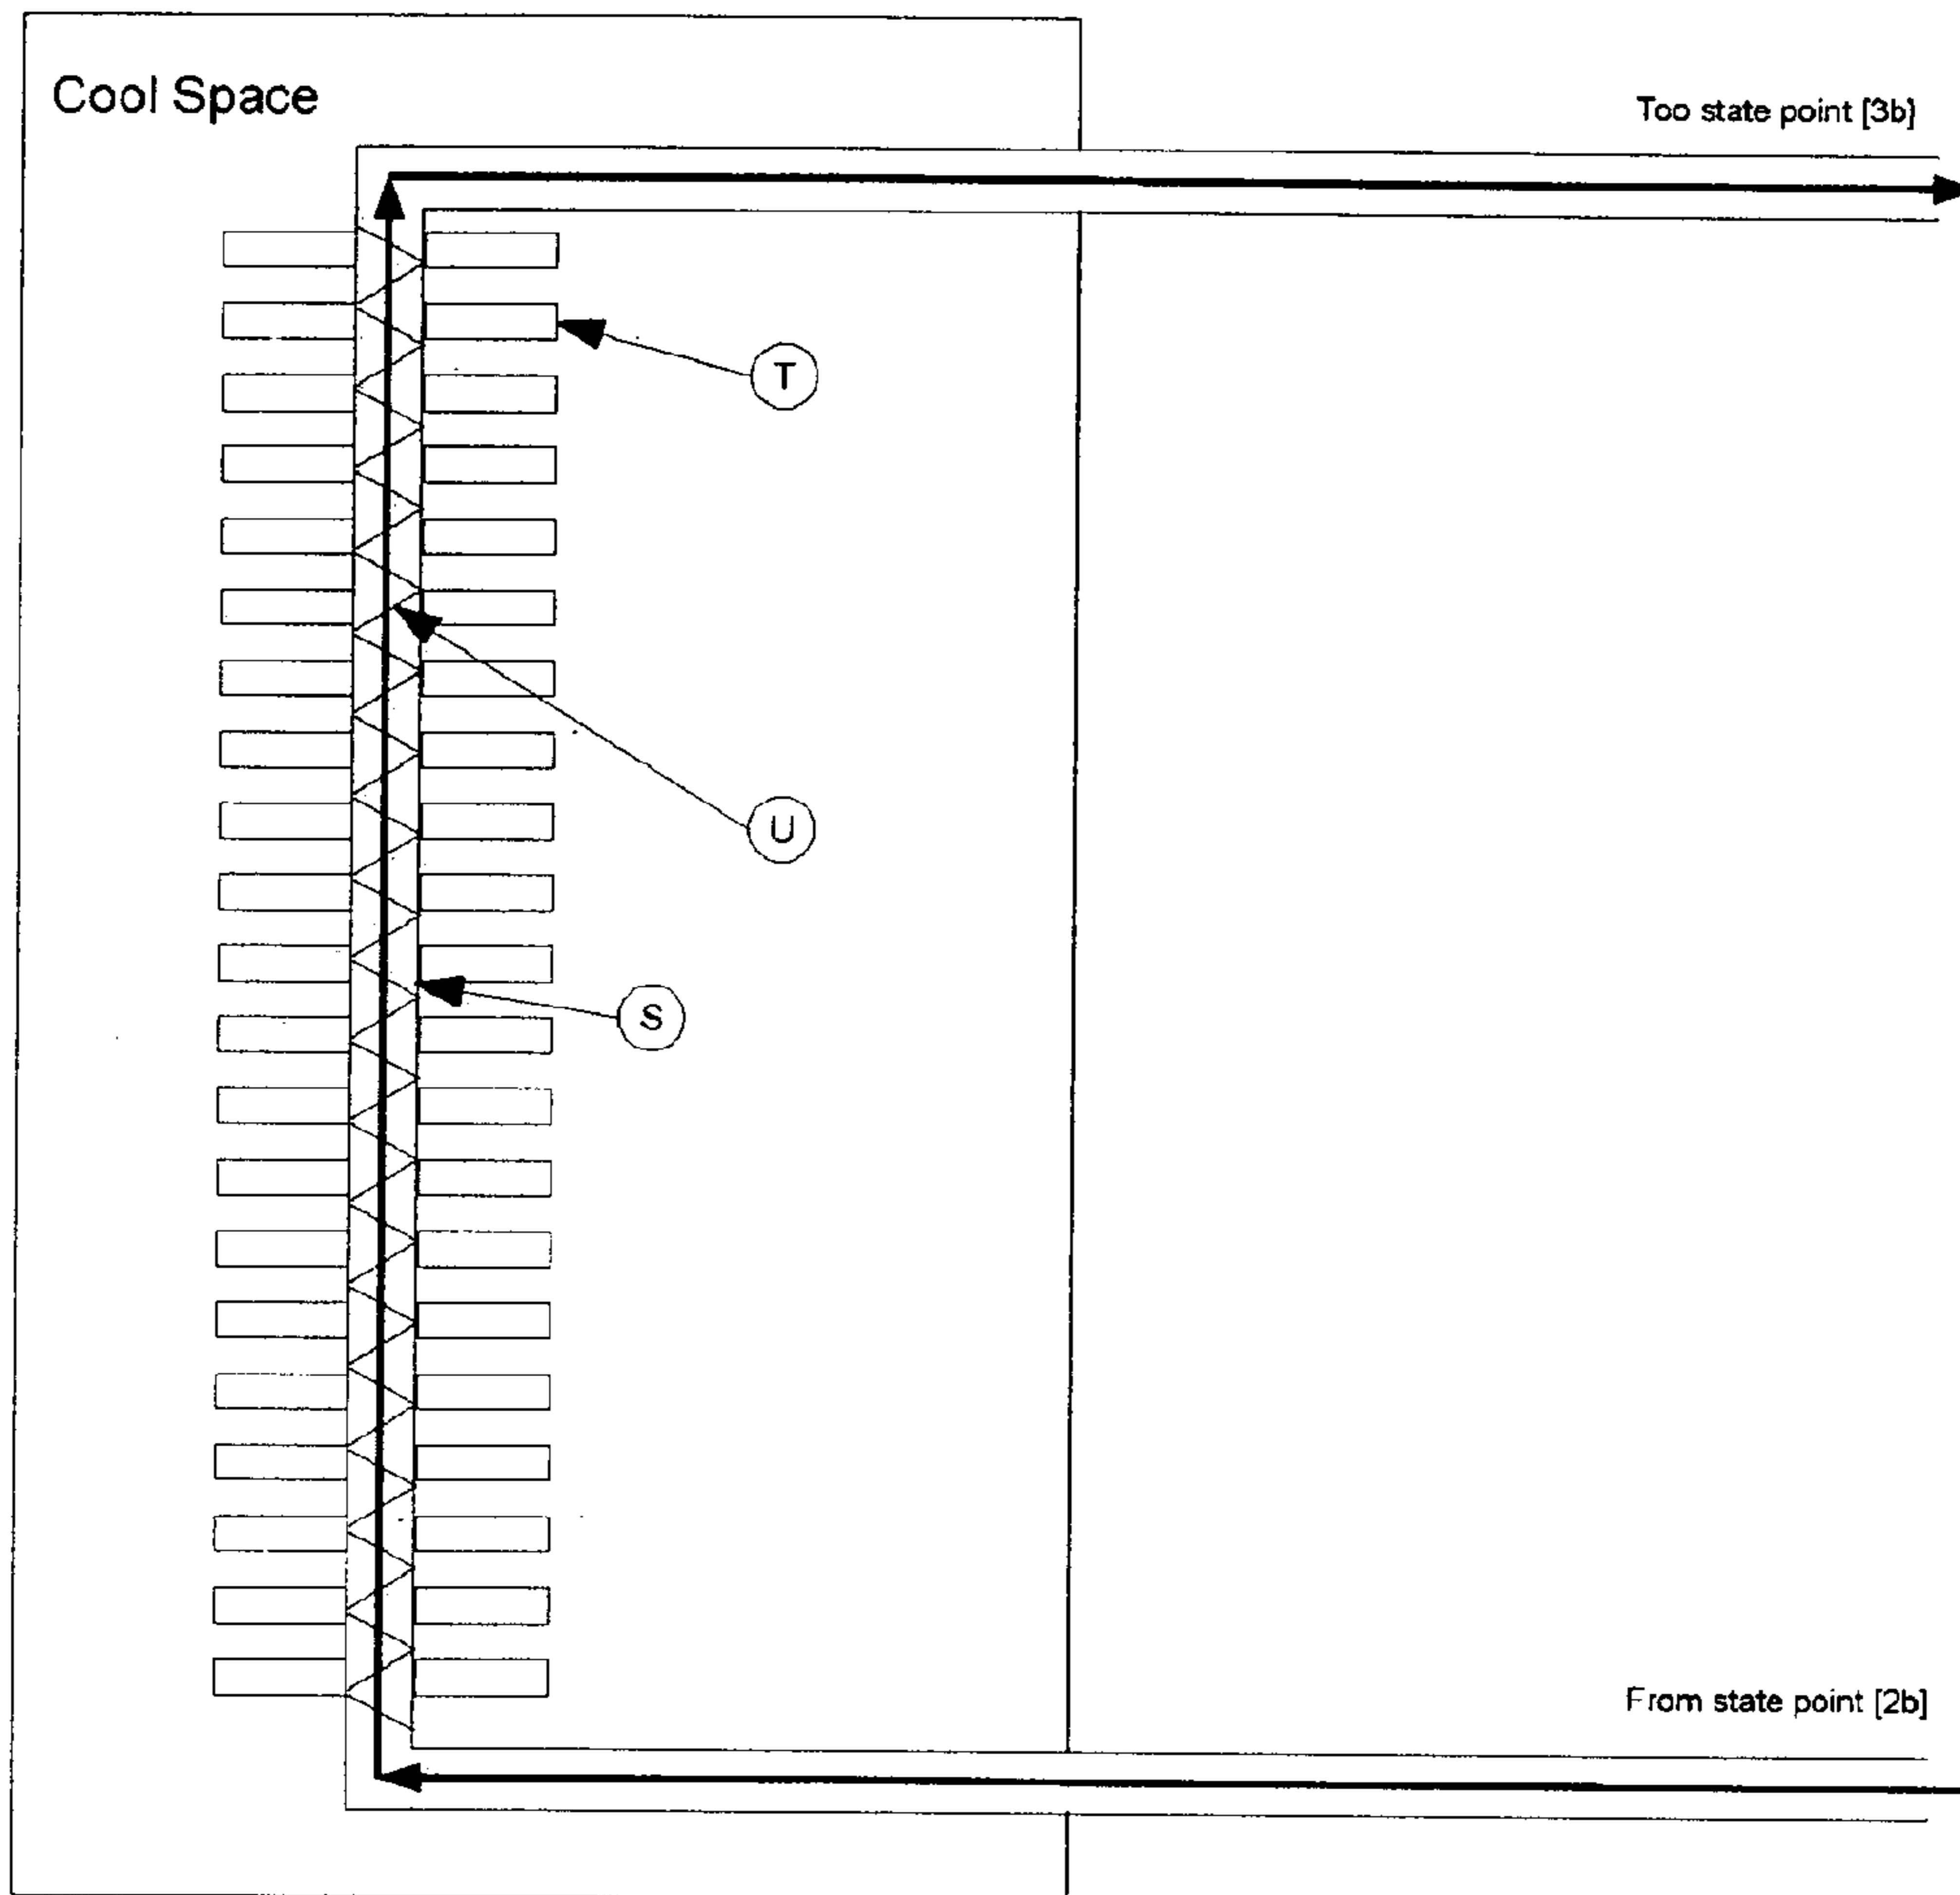 Cool Space
Too state point [3b]
T
U
S
From state point [2b]